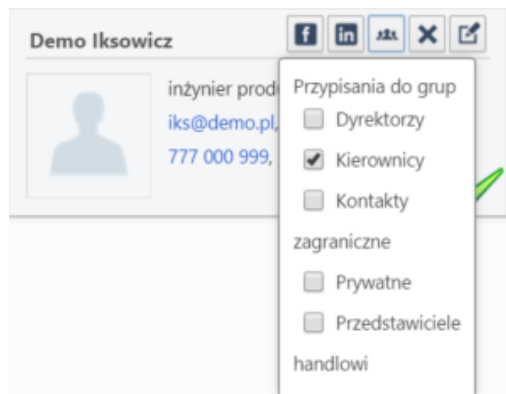 Demo Iksowicz
inżynier prod
iks@demo.pl,
777 000 999,
Przypisania do grup
Dyrektorzy
Kierownicy
Kontakty
zagraniczne
Prywatne
Przedstawiciele
handlowi